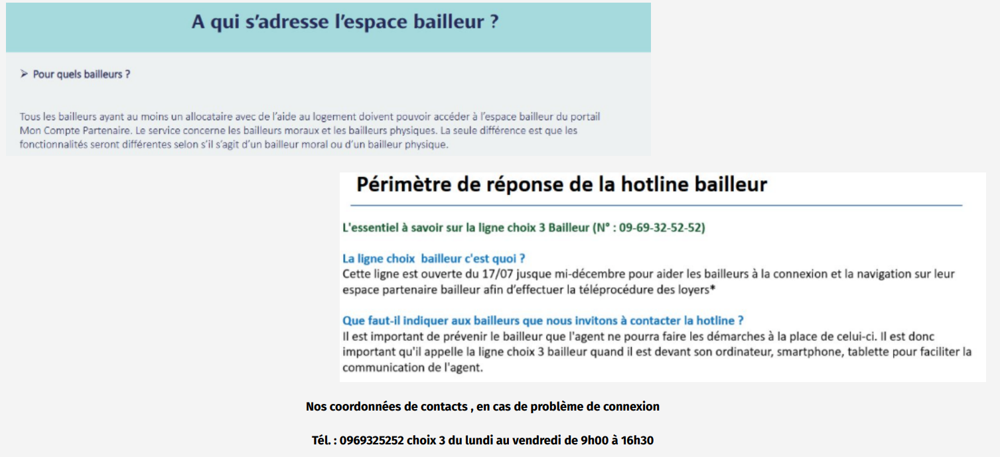 A qui s’adresse l’espace bailleur ?
➢ Pour quels bailleurs ?
Tous les bailleurs ayant au moins un allocataire avec de l’aide au logement doivent pouvoir accéder à l’espace bailleur du portail
Mon Compte Partenaire. Le service concerne les bailleurs moraux et les bailleurs physiques. La seule différence est que les
fonctionnalités seront différentes selon s’il s’agit d’un bailleur moral ou d’un bailleur physique.
Périmètre de réponse de la hotline bailleur
L'essentiel à savoir sur la ligne choix 3 Bailleur (N° : 09-69-32-52-52)
La ligne choix bailleur c'est quoi ?
Cette ligne est ouverte du 17/07 jusque mi-décembre pour aider les bailleurs à la connexion et la navigation sur leur
espace partenaire bailleur afin d’effectuer la téléprocédure des loyers*
Que faut-il indiquer aux bailleurs que nous invitons à contacter la hotline ?
Il est important de prévenir le bailleur que l'agent ne pourra faire les démarches à la place de celui-ci. Il est donc
important qu'il appelle la ligne choix 3 bailleur quand il est devant son ordinateur, smartphone, tablette pour faciliter la
communication de l'agent.
Nos coordonnées de contacts , en cas de problème de connexion
Tél. : 0969325252 choix 3 du lundi au vendredi de 9h00 à 16h30